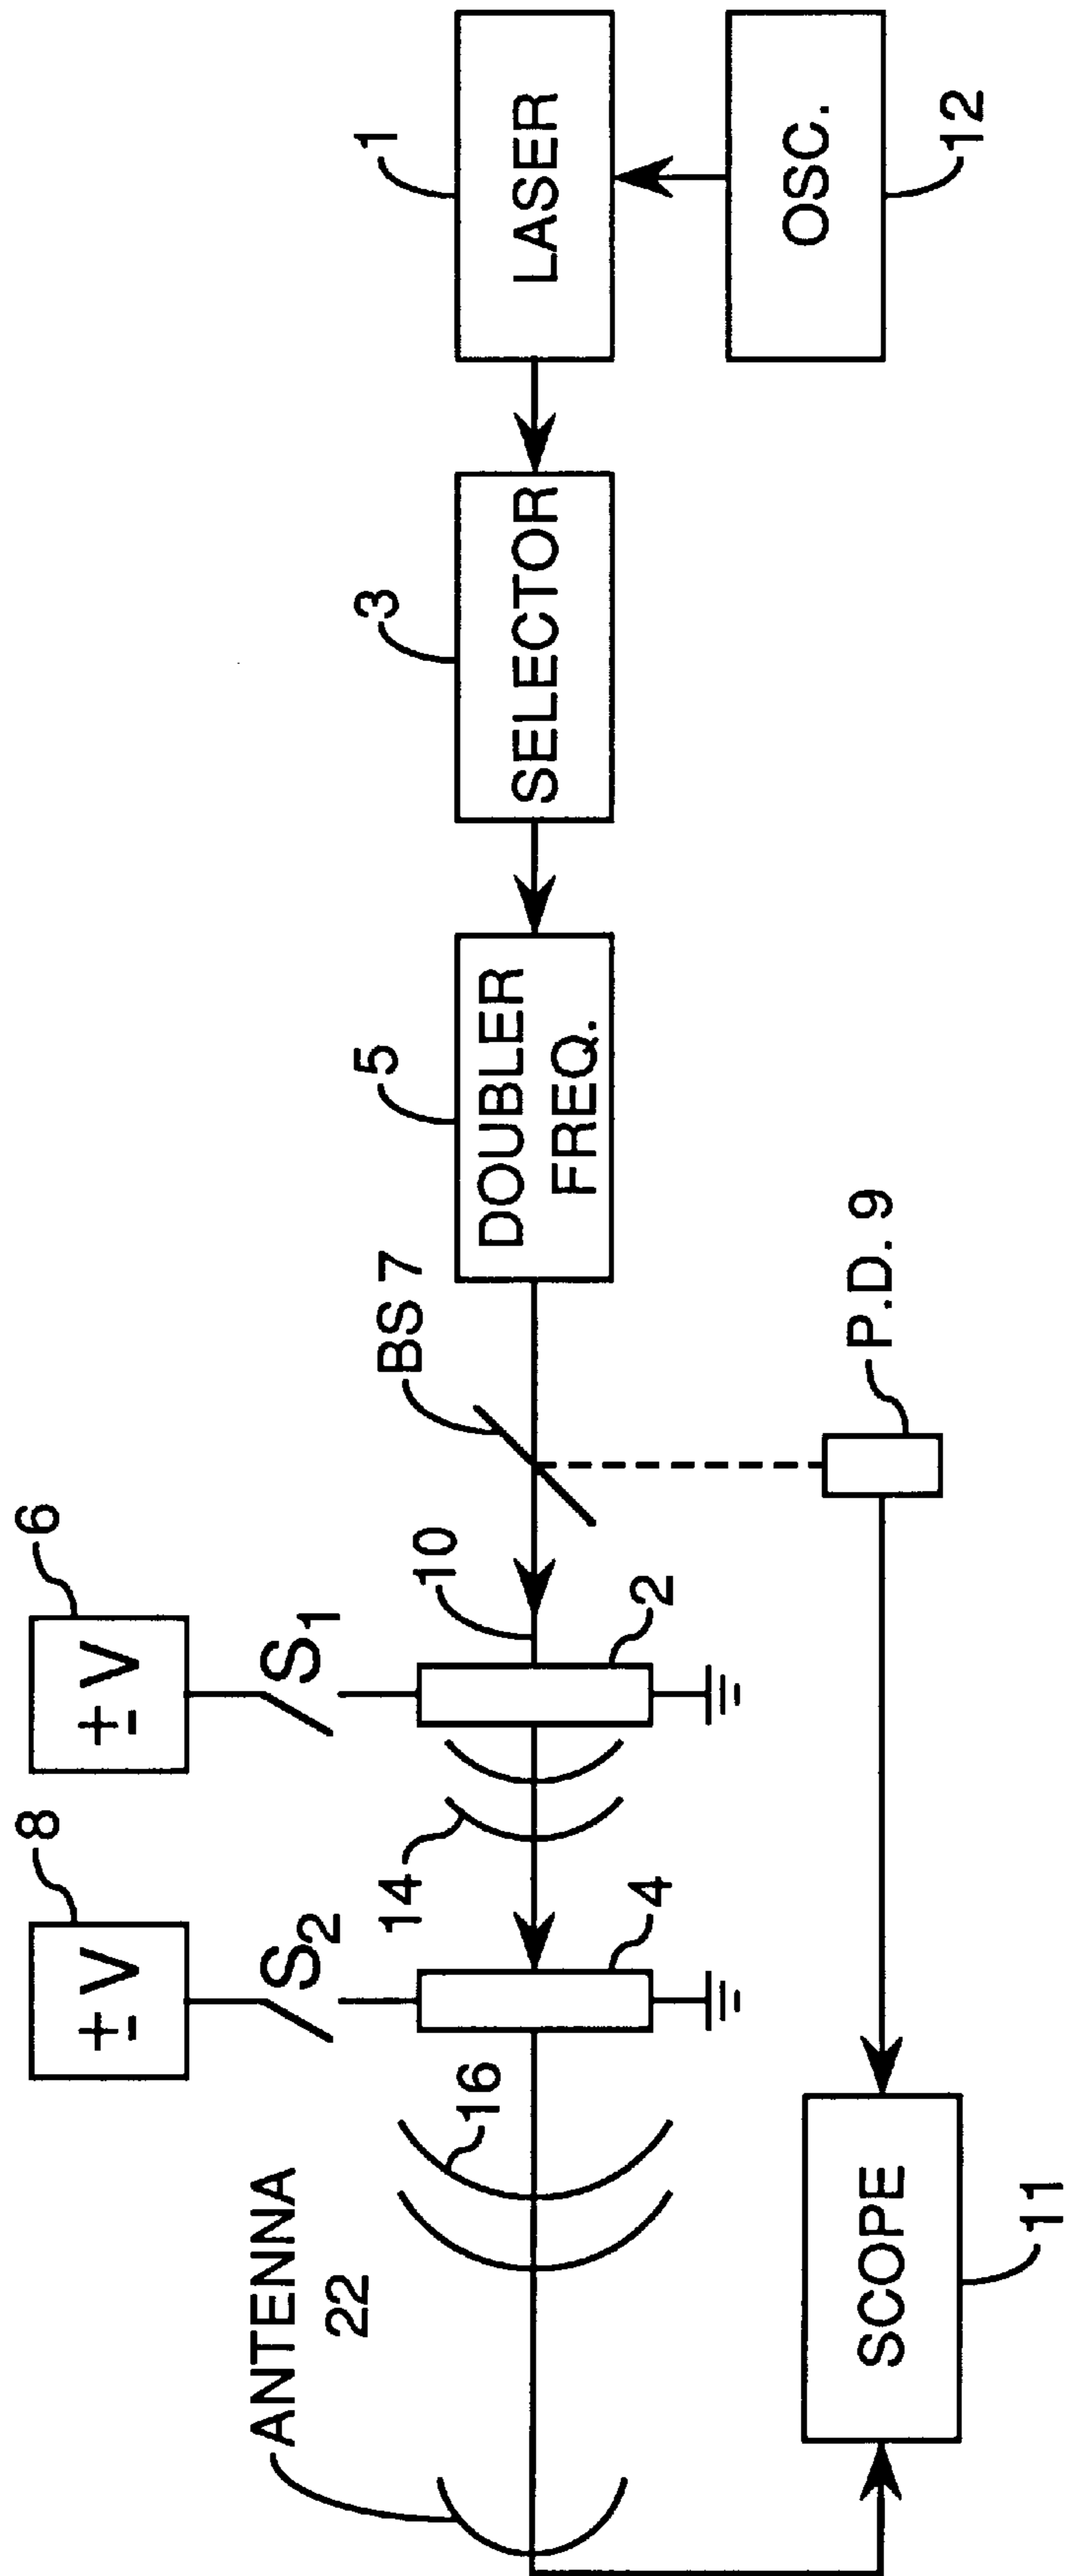 6
± V
S1
8
± V
S2
ANTENNA
22
16
14
4
10
2
BS 7
5
DOUBLER
FREQ.
3
SELECTOR
1
LASER
OSC.
12
P.D. 9
SCOPE
11